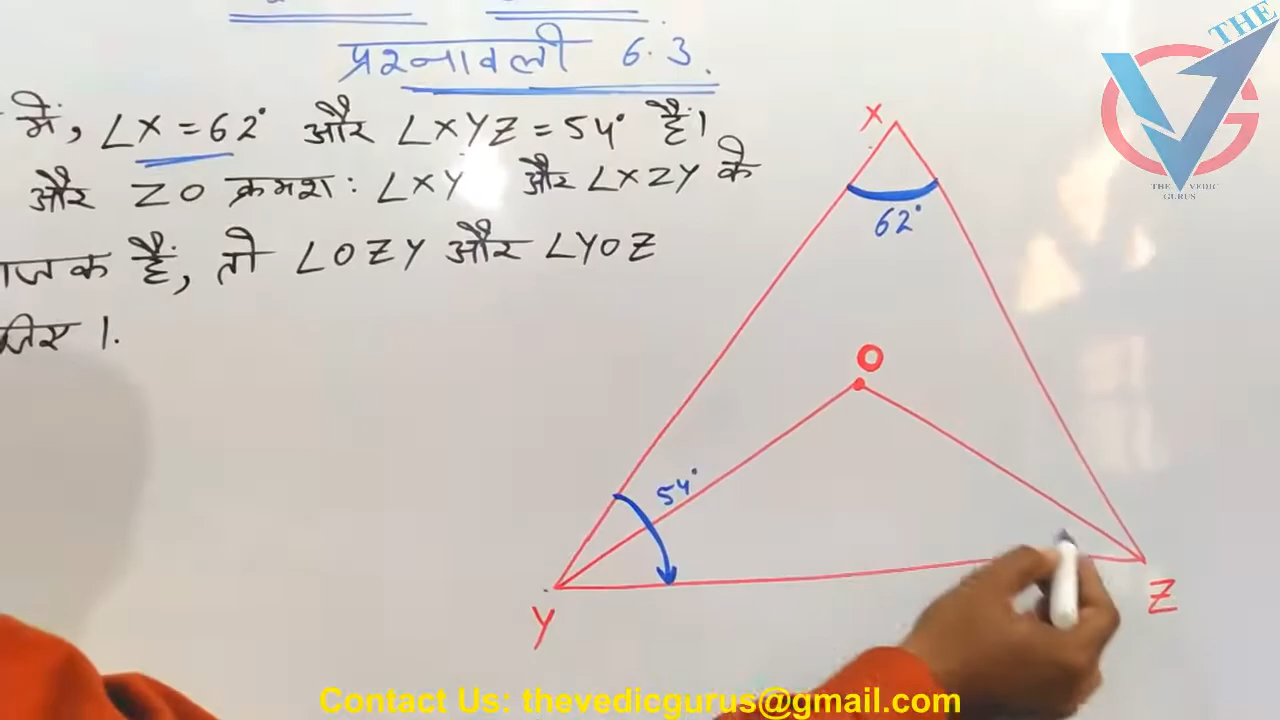 प्रश्नावली 6.3.
में, ∠X = 62° और ∠XYZ = 54° है।
और ZO क्रमशः ∠XY और ∠XZY के
है, तो ∠OZY और ∠YOZ
X
62°
O
54°
Y
Z
THE
VG
THE VEDIC
GURUS
Contact Us: thevedicgurus@gmail.com